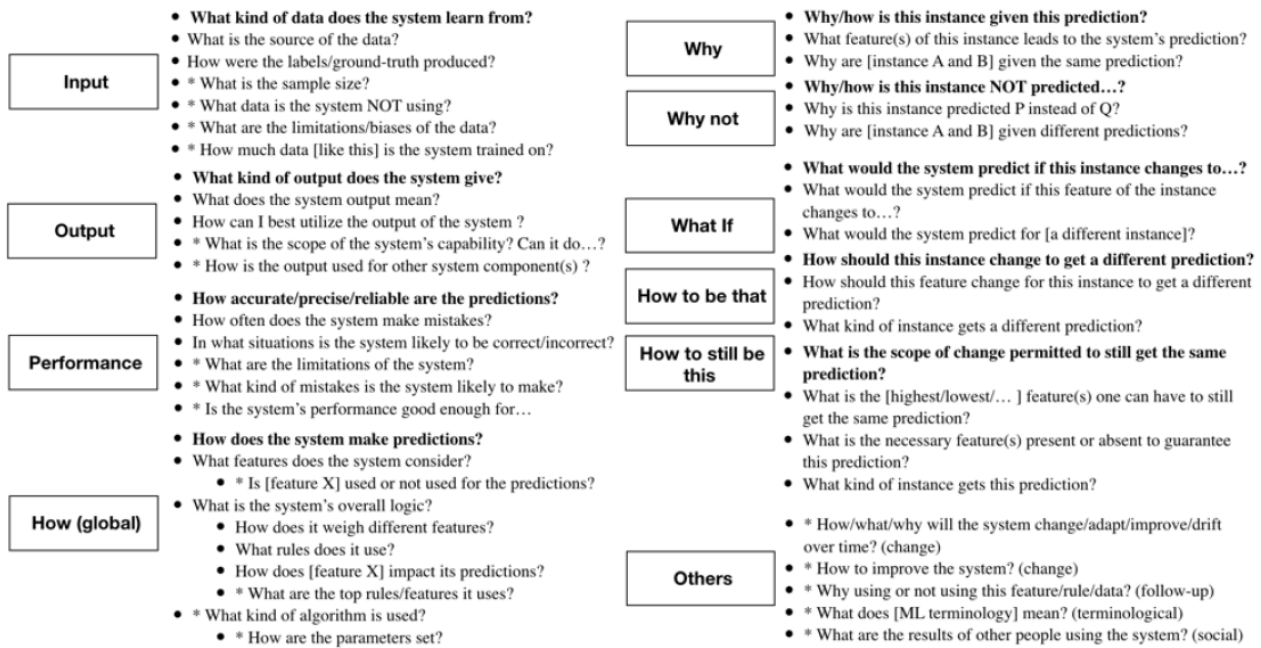 Input
• What kind of data does the system learn from?
• What is the source of the data?
• How were the labels/ground-truth produced?
• * What is the sample size?
• * What data is the system NOT using?
• * What are the limitations/biases of the data?
• * How much data [like this] is the system trained on?
Output
• What kind of output does the system give?
• What does the system output mean?
• How can I best utilize the output of the system ?
• * What is the scope of the system's capability? Can it do…?
• * How is the output used for other system component(s) ?
Performance
• How accurate/precise/reliable are the predictions?
• How often does the system make mistakes?
• In what situations is the system likely to be correct/incorrect?
• * What are the limitations of the system?
• * What kind of mistakes is the system likely to make?
• * Is the system's performance good enough for…
How (global)
• How does the system make predictions?
• What features does the system consider?
• * Is [feature X] used or not used for the predictions?
• What is the system's overall logic?
• How does it weigh different features?
• What rules does it use?
• How does [feature X] impact its predictions?
• * What are the top rules/features it uses?
• * What kind of algorithm is used?
• * How are the parameters set?
Why
• Why/how is this instance given this prediction?
• What feature(s) of this instance leads to the system's prediction?
• Why are [instance A and B] given the same prediction?
Why not
• Why/how is this instance NOT predicted…?
• Why is this instance predicted P instead of Q?
• Why are [instance A and B] given different predictions?
What If
• What would the system predict if this instance changes to…?
• What would the system predict if this feature of the instance
changes to…?
• What would the system predict for [a different instance]?
How to be that
• How should this instance change to get a different prediction?
• How should this feature change for this instance to get a different
prediction?
• What kind of instance gets a different prediction?
How to still be
this
• What is the scope of change permitted to still get the same
prediction?
• What is the [highest/lowest/… ] feature(s) one can have to still
get the same prediction?
• What is the necessary feature(s) present or absent to guarantee
this prediction?
• What kind of instance gets this prediction?
Others
• * How/what/why will the system change/adapt/improve/drift
over time? (change)
• * How to improve the system? (change)
• * Why using or not using this feature/rule/data? (follow-up)
• * What does [ML terminology] mean? (terminological)
• * What are the results of other people using the system? (social)